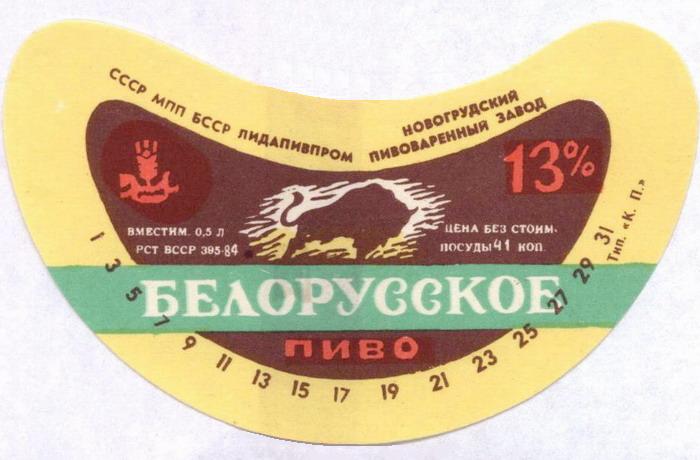 СССР МПП БССР ЛИДАПИВПРОМ
НОВОГРУДСКИЙ
ПИВОВАРЕННЫЙ ЗАВОД
13%
ВМЕСТИМ. 0,5 Л
РСТ БССР 395-84
ЦЕНА БЕЗ СТОИМ.
ПОСУДЫ 41 КОП.
Тип. «К. П.»
БЕЛОРУССКОЕ
ПИВО
1 3 5 7 9 11 13 15 17 19 21 23 25 27 29 31